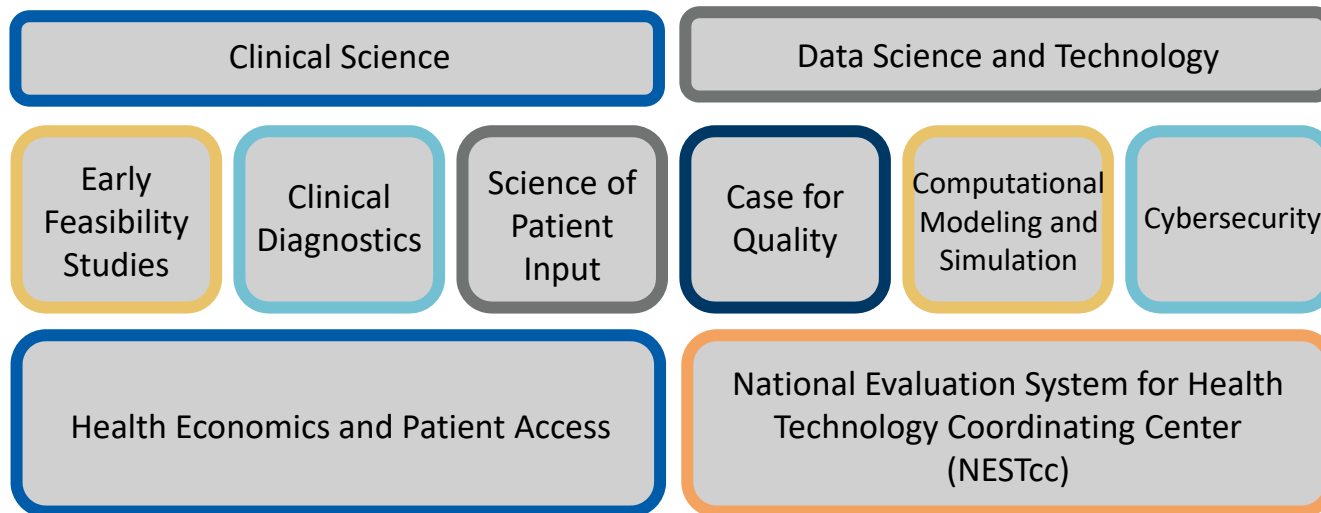 Clinical Science
Data Science and Technology
Early
Feasibility
Studies
Clinical
Diagnostics
Science of
Patient
Input
Case for
Quality
Computational
Modeling and
Simulation
Cybersecurity
Health Economics and Patient Access
National Evaluation System for Health
Technology Coordinating Center
(NESTcc)